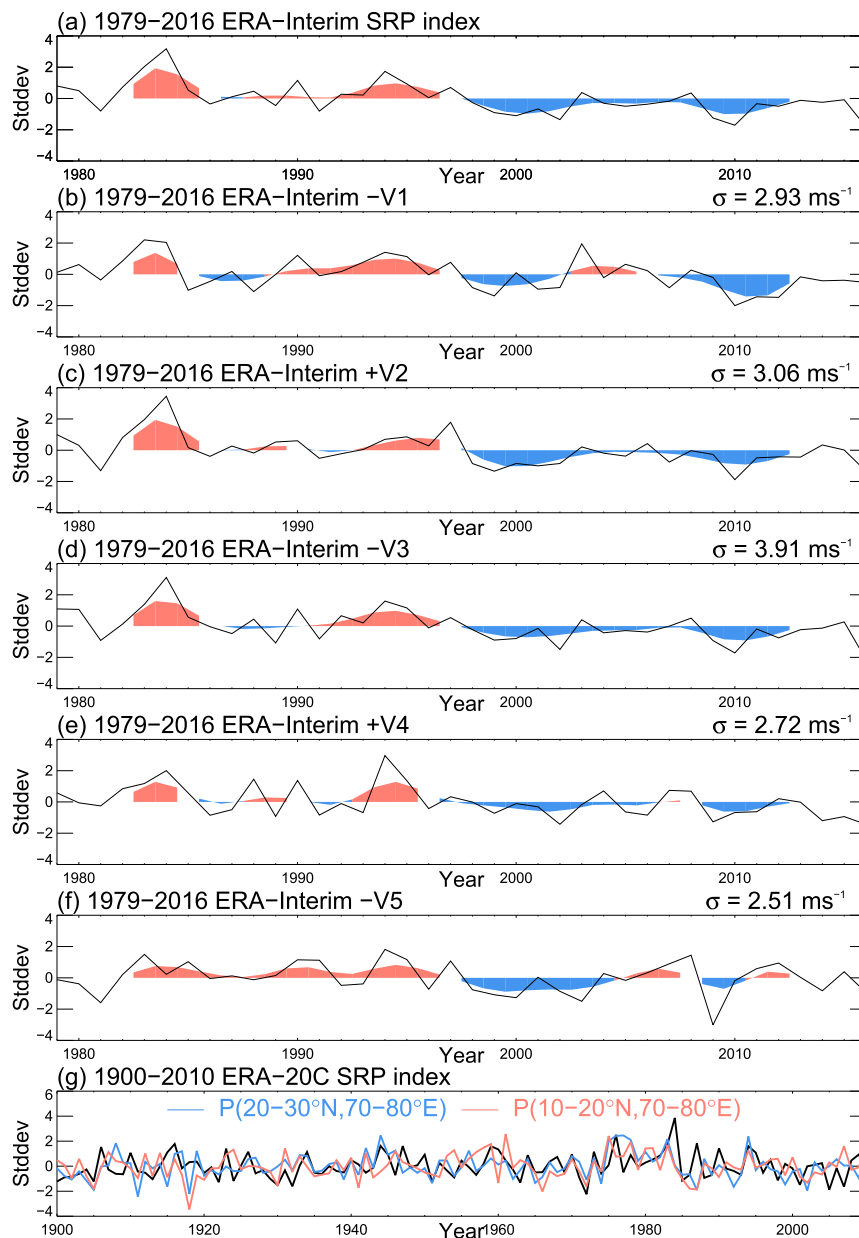 (a) 1979−2016 ERA−Interim SRP index
Stddev
4
2
0
−2
−4
1980 1990 2000 2010
Year
(b) 1979−2016 ERA−Interim −V1 σ = 2.93 ms⁻¹
Stddev
4
2
0
−2
−4
1980 1990 2000 2010
Year
(c) 1979−2016 ERA−Interim +V2 σ = 3.06 ms⁻¹
Stddev
4
2
0
−2
−4
1980 1990 2000 2010
Year
(d) 1979−2016 ERA−Interim −V3 σ = 3.91 ms⁻¹
Stddev
4
2
0
−2
−4
1980 1990 2000 2010
Year
(e) 1979−2016 ERA−Interim +V4 σ = 2.72 ms⁻¹
Stddev
4
2
0
−2
−4
1980 1990 2000 2010
Year
(f) 1979−2016 ERA−Interim −V5 σ = 2.51 ms⁻¹
Stddev
4
2
0
−2
−4
1980 1990 2000 2010
Year
(g) 1900−2010 ERA−20C SRP index
P(20−30°N,70−80°E) P(10−20°N,70−80°E)
Stddev
6
4
2
0
−2
−4
1900 1920 1940 1960 1980 2000
Year